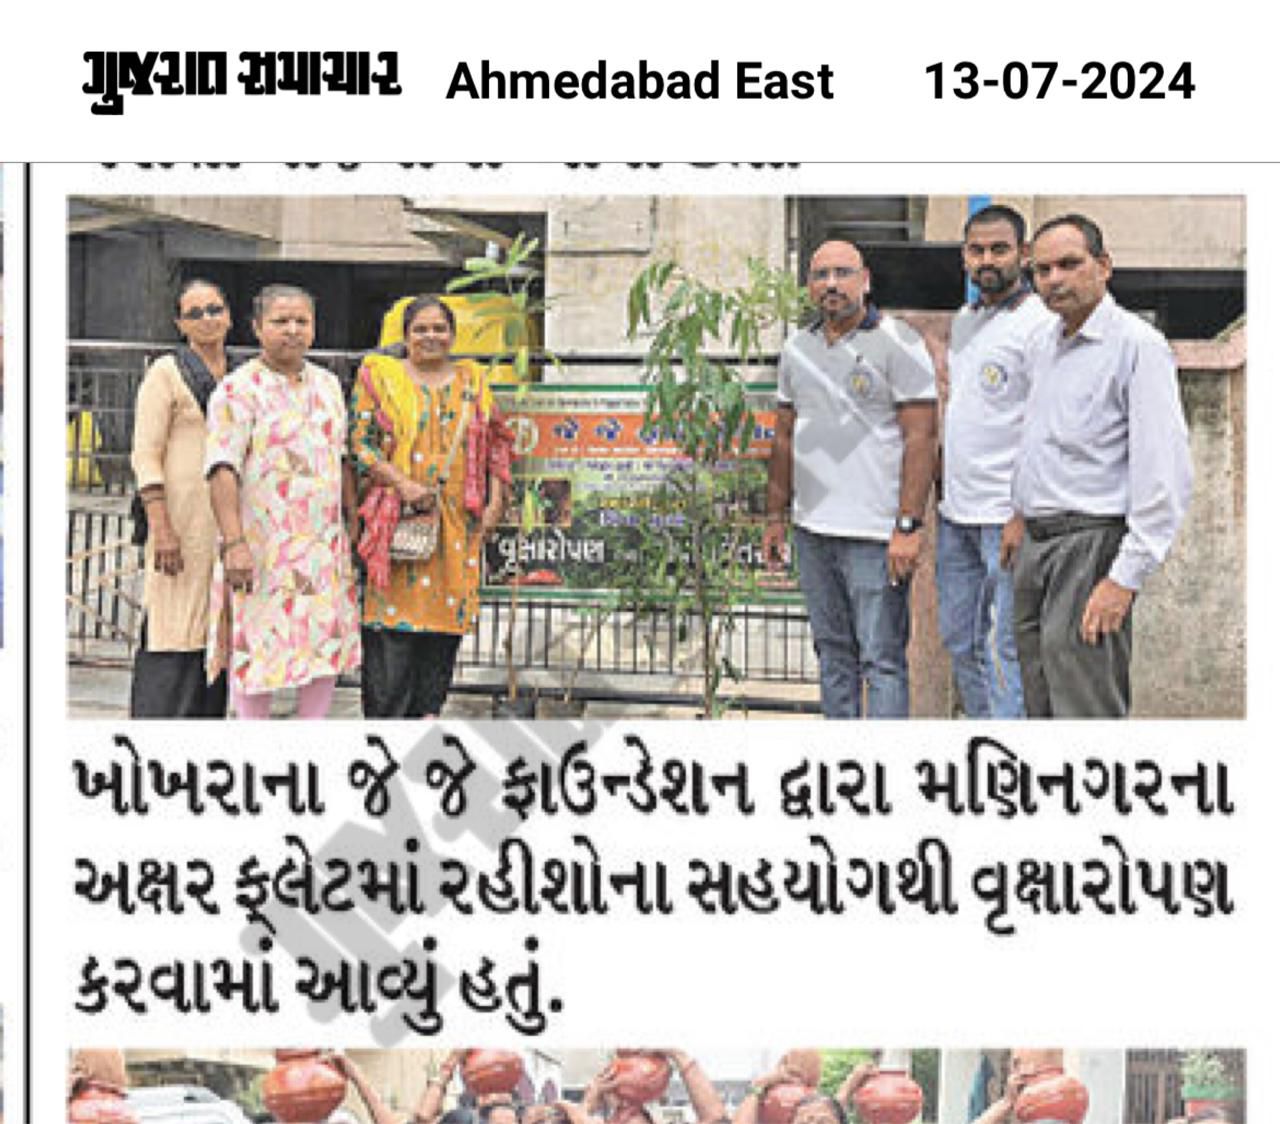 ગુજરાત સમાચાર Ahmedabad East 13-07-2024
જે જે
વૃક્ષારોપણ
ખોખરાના જે જે ફાઉન્ડેશન દ્વારા મણિનગરના
અક્ષર ફ્લેટમાં રહીશોના સહયોગથી વૃક્ષારોપણ
કરવામાં આવ્યું હતું.